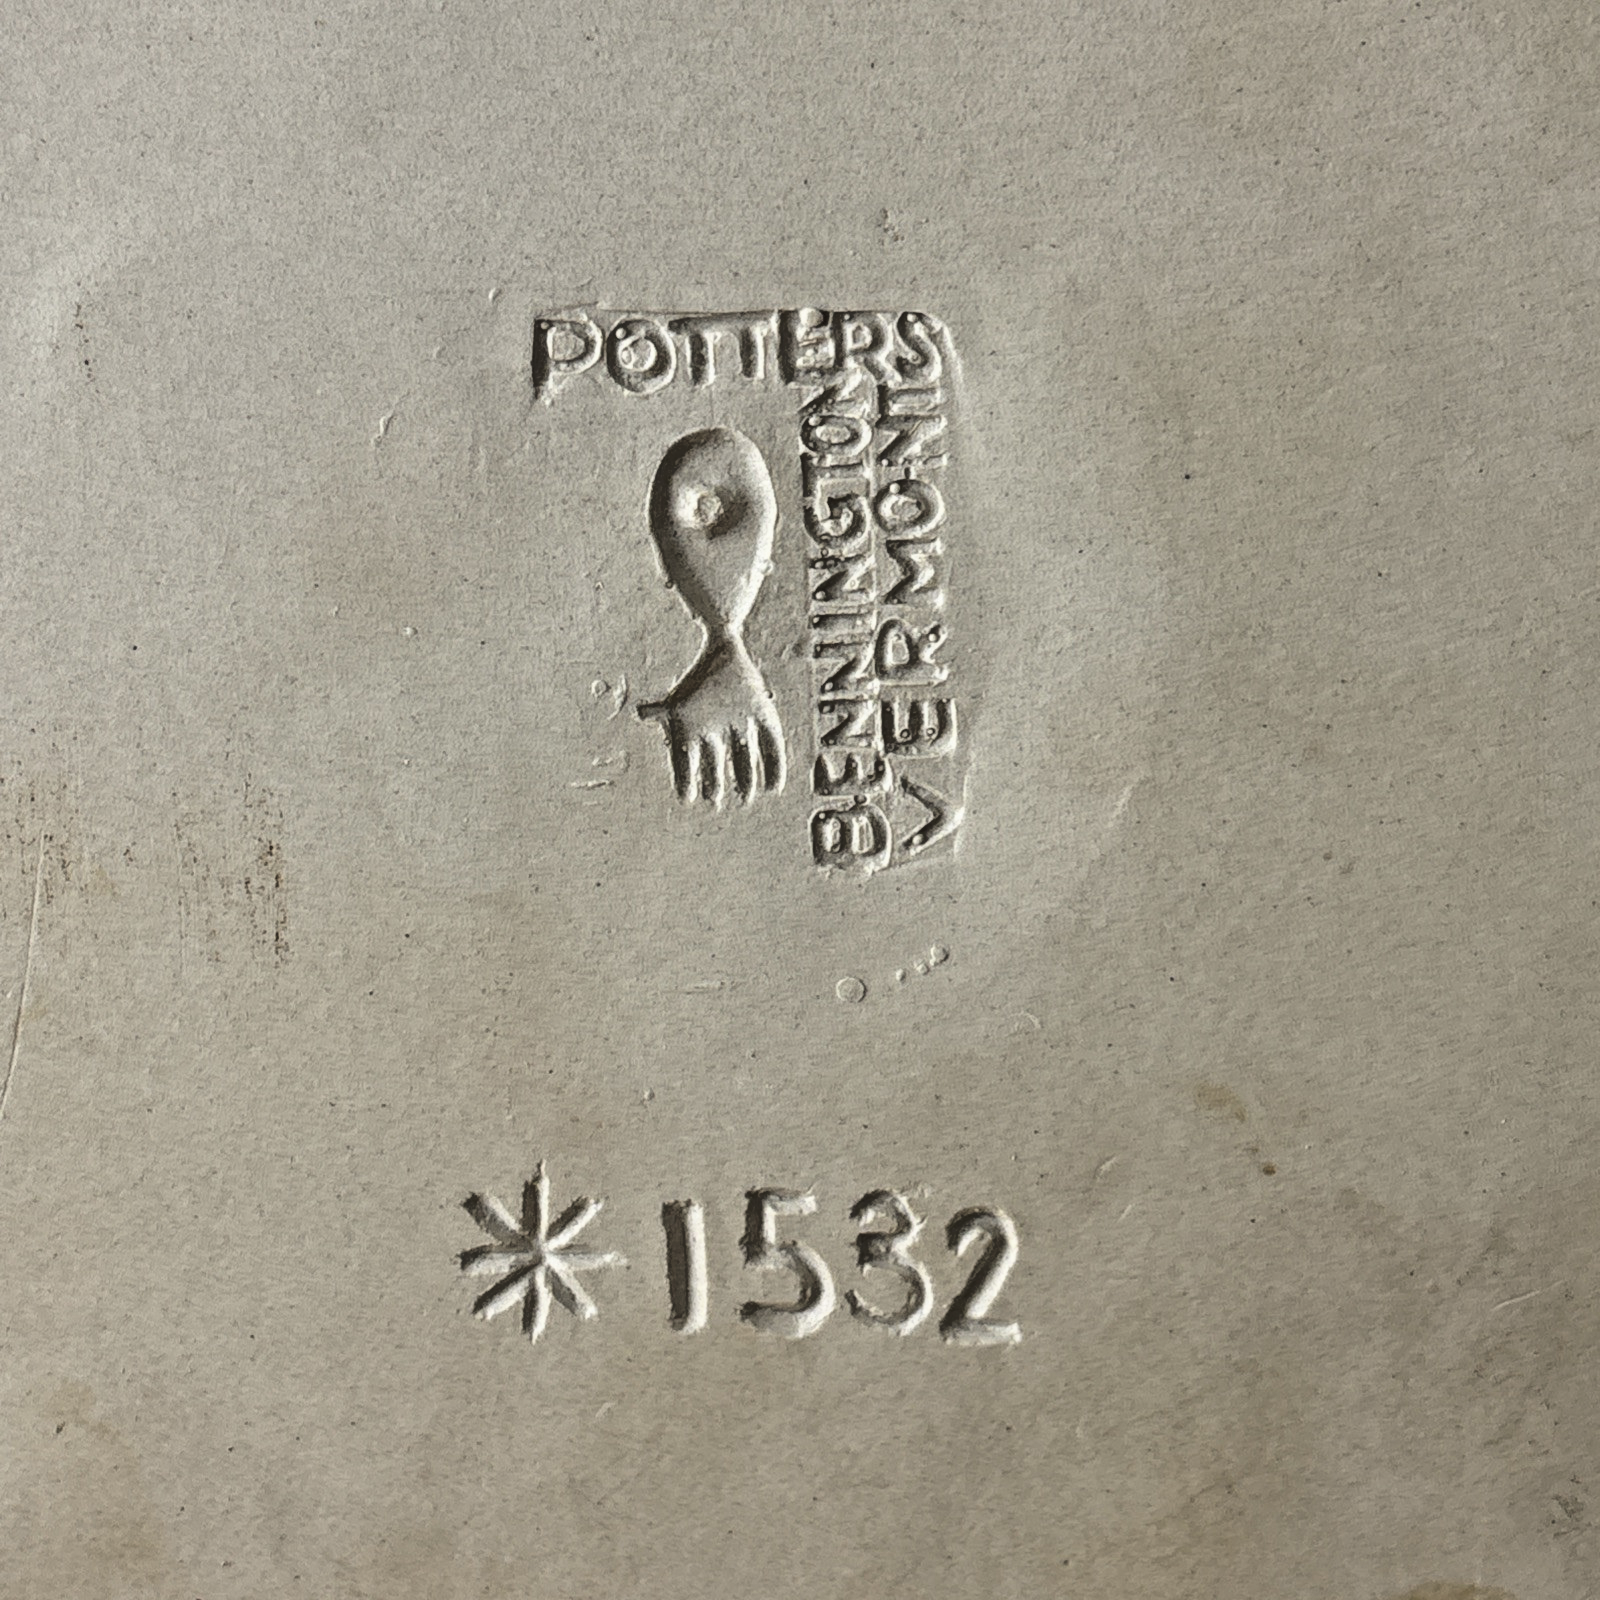 POTTERS
BENNINGTON
VERMONT
*1532